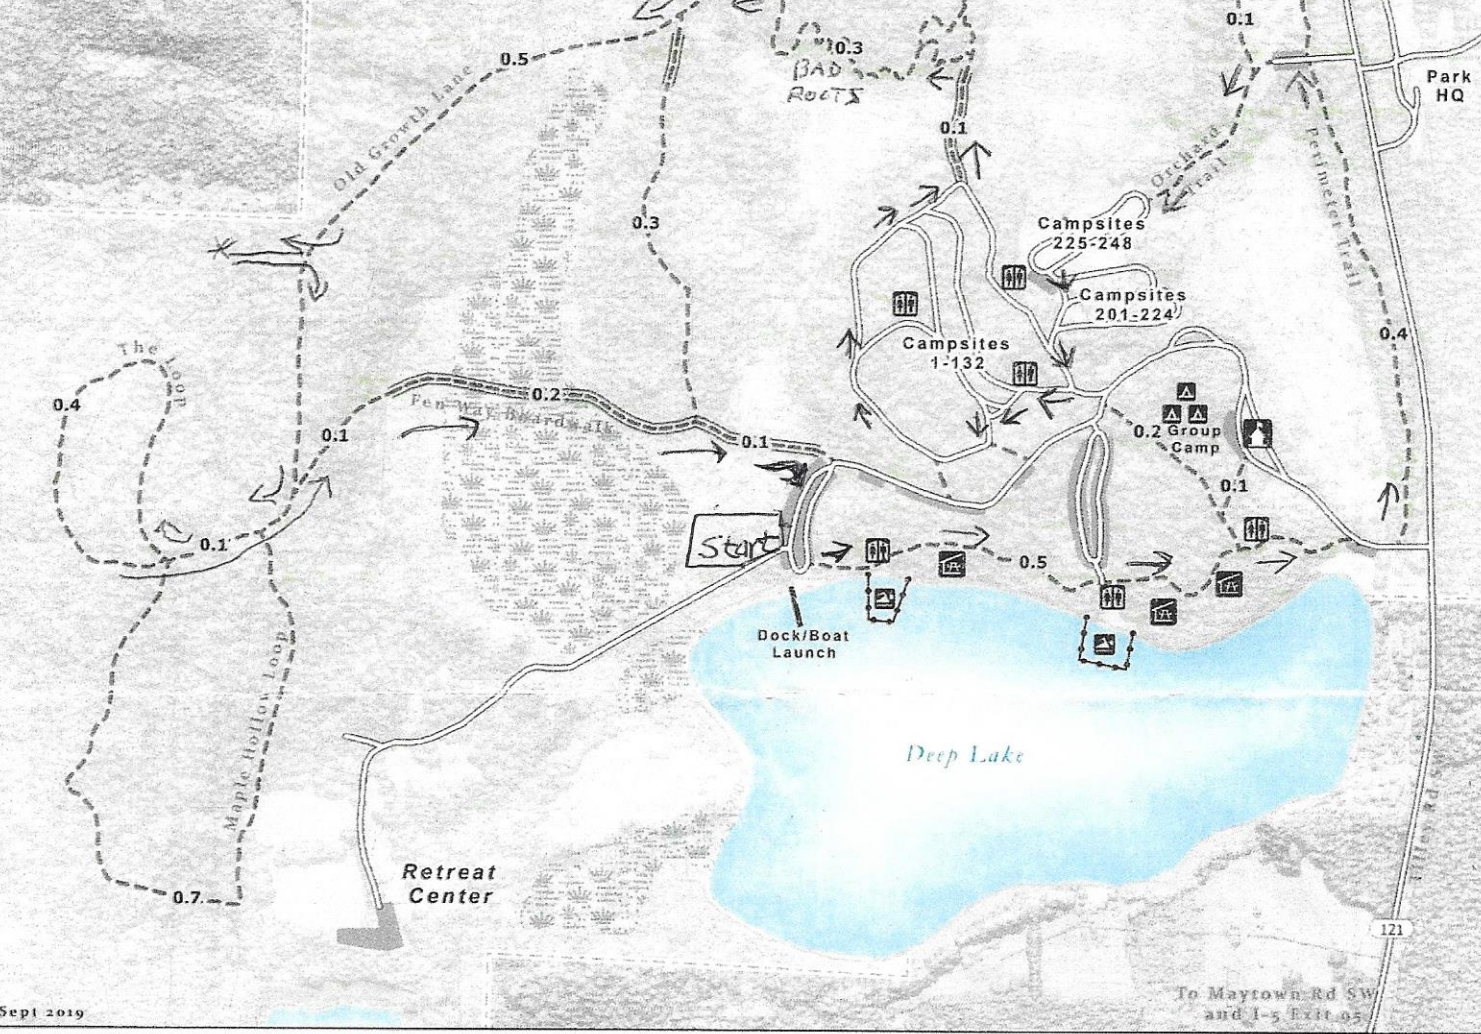 0.1
0.5
0.3
BAD
ROOTS
Park
HQ
Old Growth Lane
0.1
Orchard
Trail
Perimeter Trail
0.3
Campsites
225-248
Campsites
201-224
0.4
Campsites
1-132
The Loop
0.4
0.2
Fen Way Boardwalk
0.1
0.1
0.2 Group
Camp
0.1
0.1
Start
0.5
Dock/Boat
Launch
Maple Hollow Loop
Deep Lake
0.7
Retreat
Center
121
To Maytown Rd SW
and I-5 Exit 95
Sept 2019